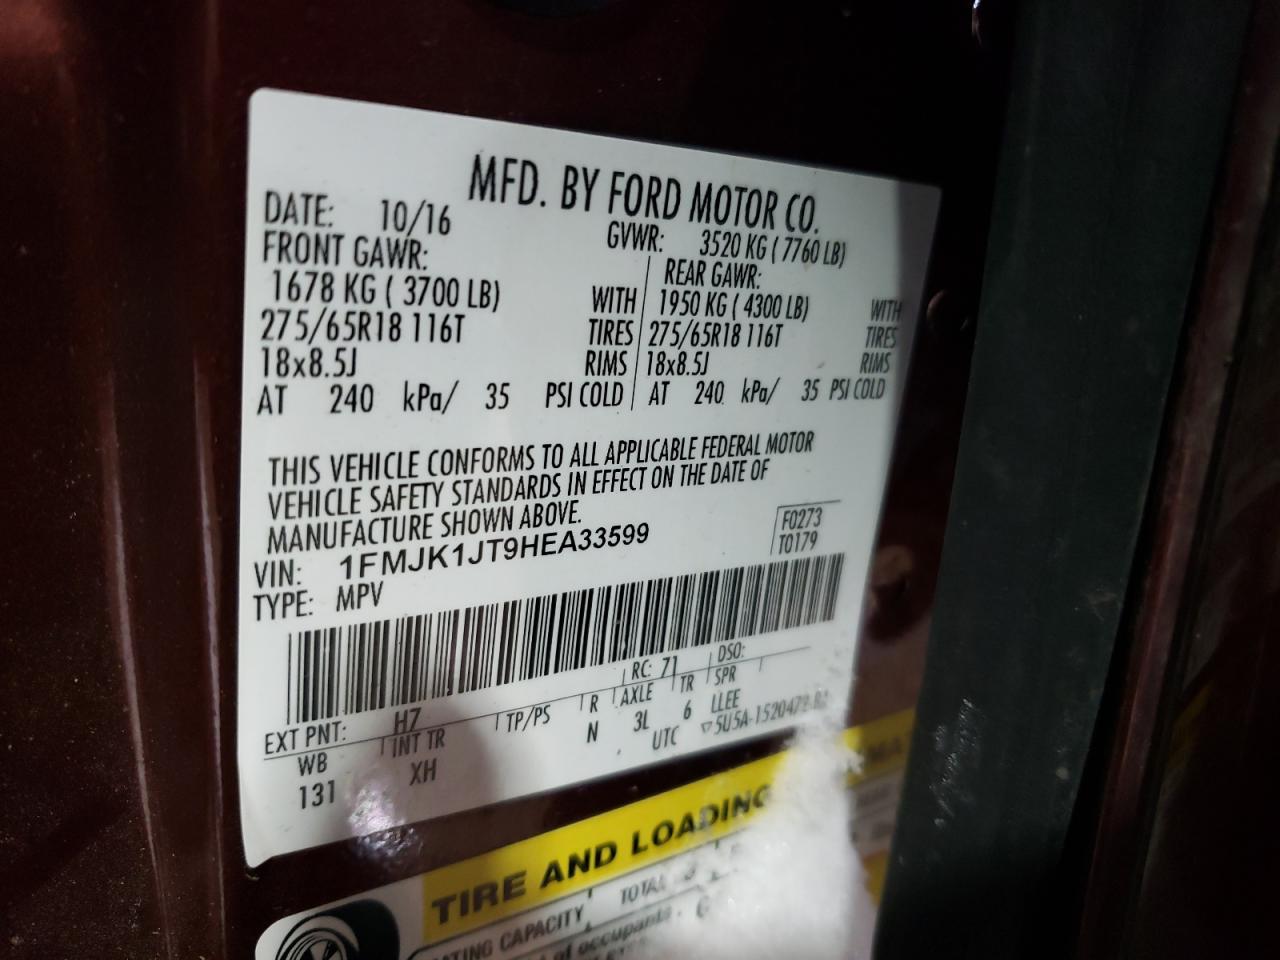 MFD. BY FORD MOTOR CO.
DATE: 10/16 GVWR: 3520 KG ( 7760 LB)
FRONT GAWR: REAR GAWR:
1678 KG ( 3700 LB) WITH 1950 KG ( 4300 LB) WITH
275/65R18 116T TIRES 275/65R18 116T TIRES
18x8.5J RIMS 18x8.5J RIMS
AT 240 kPa/ 35 PSI COLD AT 240 kPa/ 35 PSI COLD
THIS VEHICLE CONFORMS TO ALL APPLICABLE FEDERAL MOTOR
VEHICLE SAFETY STANDARDS IN EFFECT ON THE DATE OF
MANUFACTURE SHOWN ABOVE.
F0273
VIN: 1FMJK1JT9HEA33599
T0179
TYPE: MPV
EXT PNT: H7 RC: 71 DSO:
WB INT TR TP/PS R AXLE TR SPR
131 XH N 3L 6 LLEE
UTC
TIRE AND LOADING
CAPACITY TOTAL
of occupants